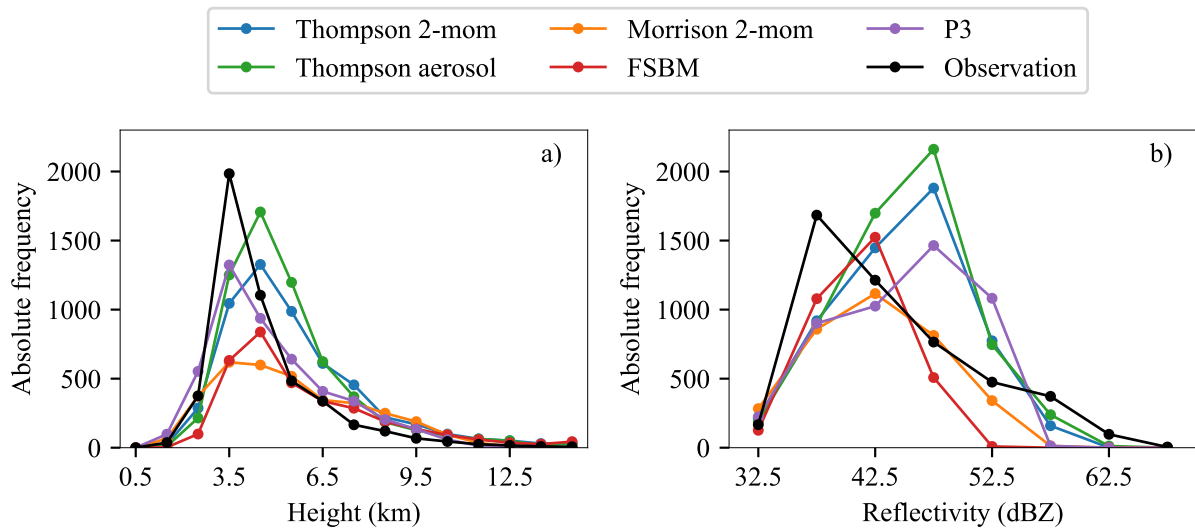 Thompson 2-mom Morrison 2-mom P3
Thompson aerosol FSBM Observation
a)
Absolute frequency
2000
1500
1000
500
0
0.5 3.5 6.5 9.5 12.5
Height (km)
b)
Absolute frequency
2000
1500
1000
500
0
32.5 42.5 52.5 62.5
Reflectivity (dBZ)